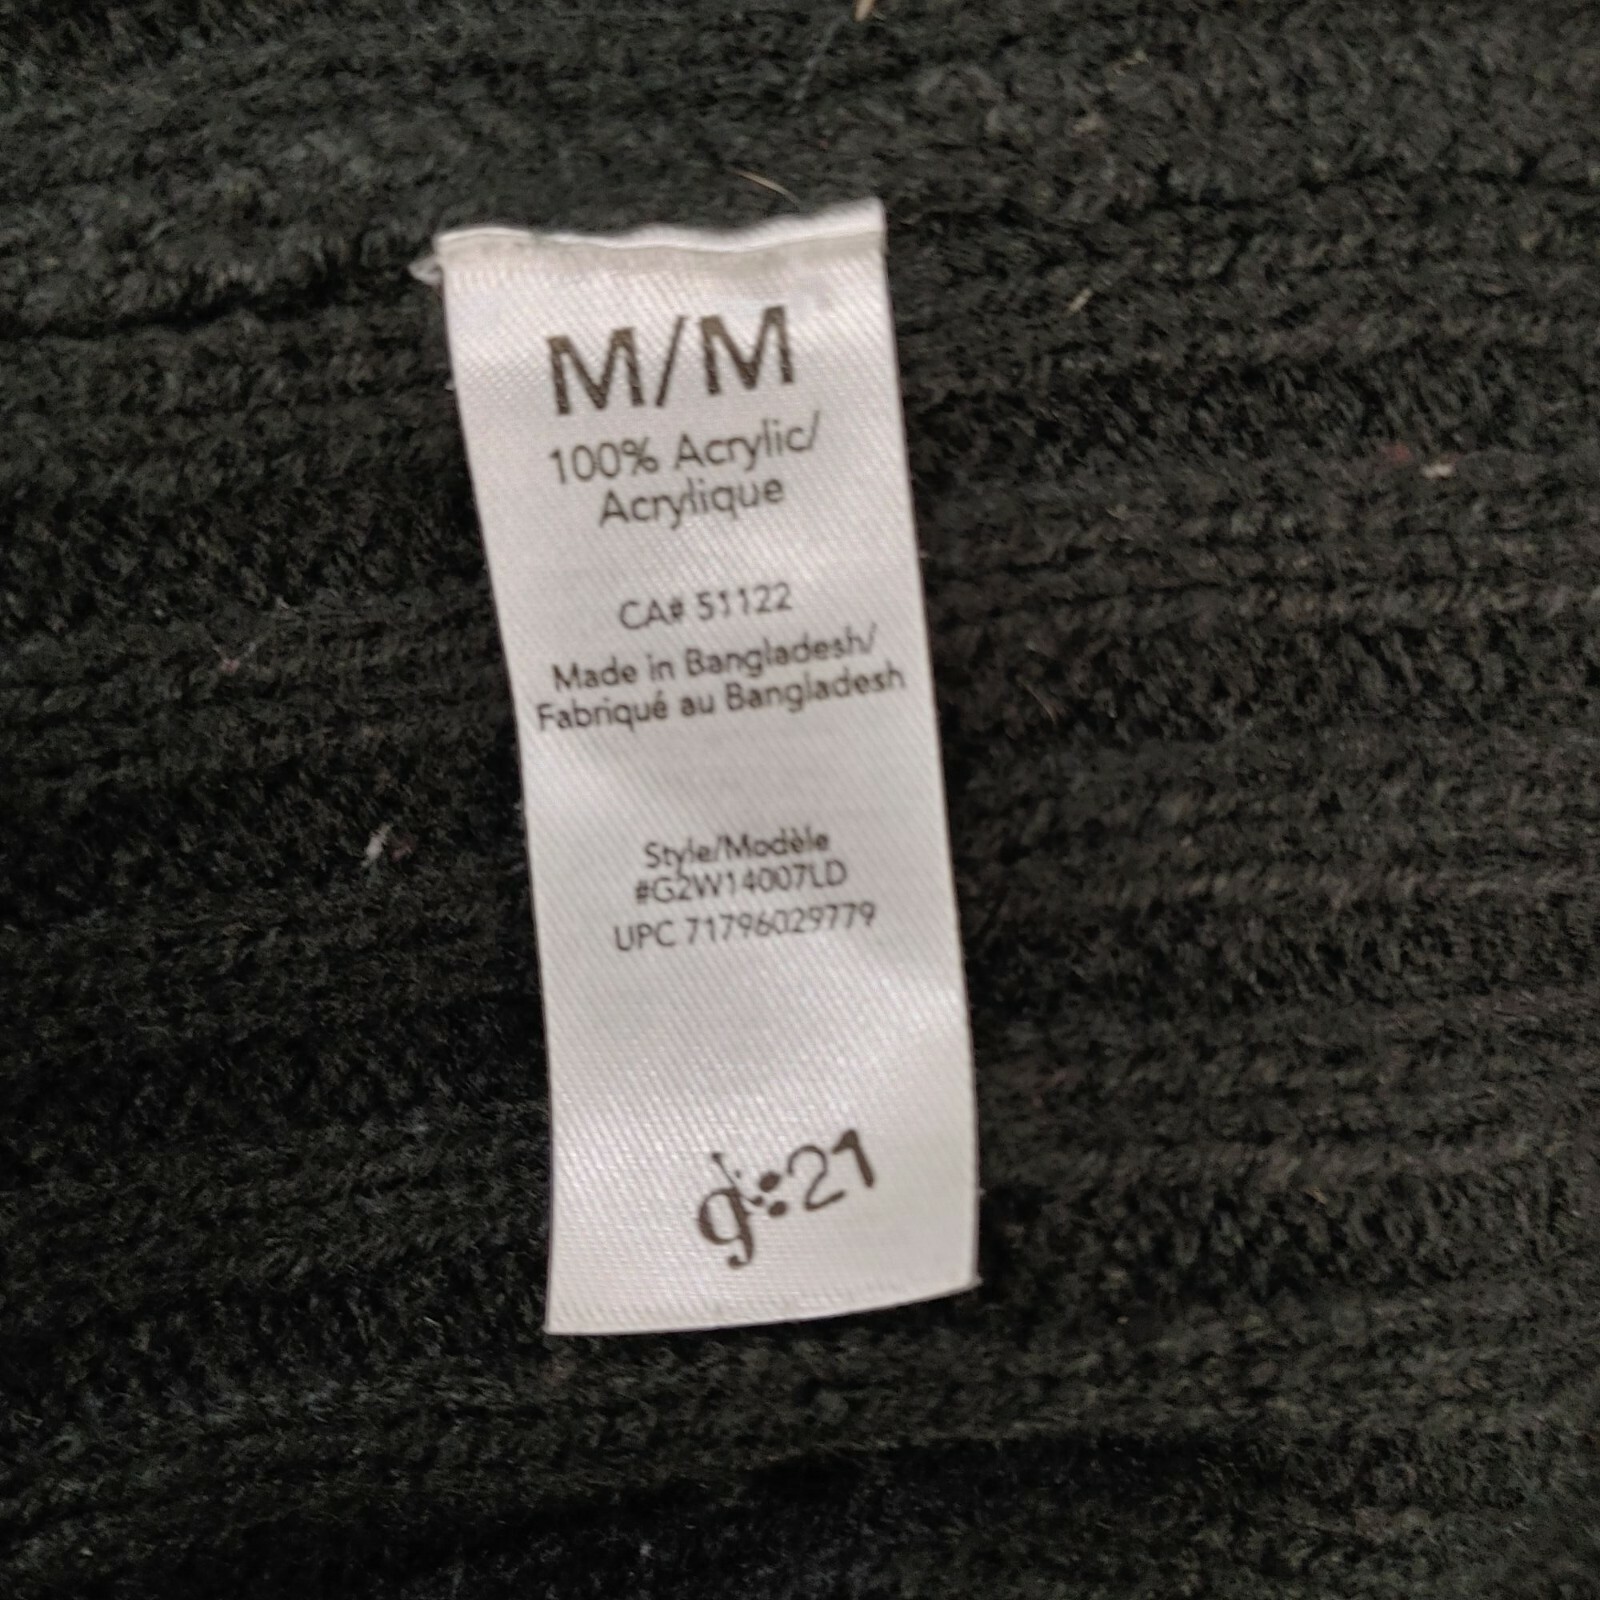 M/M
100% Acrylic/
Acrylique
CA# 51122
Made in Bangladesh/
Fabriqué au Bangladesh
Style/Modèle
#G2W14007LD
UPC 71796029779
g:21